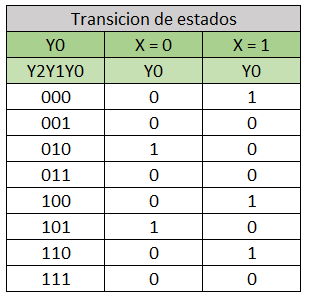 Transicion de estados
Y0 X = 0 X = 1
Y2Y1Y0 Y0 Y0
000 0 1
001 0 0
010 1 0
011 0 0
100 0 1
101 1 0
110 0 1
111 0 0